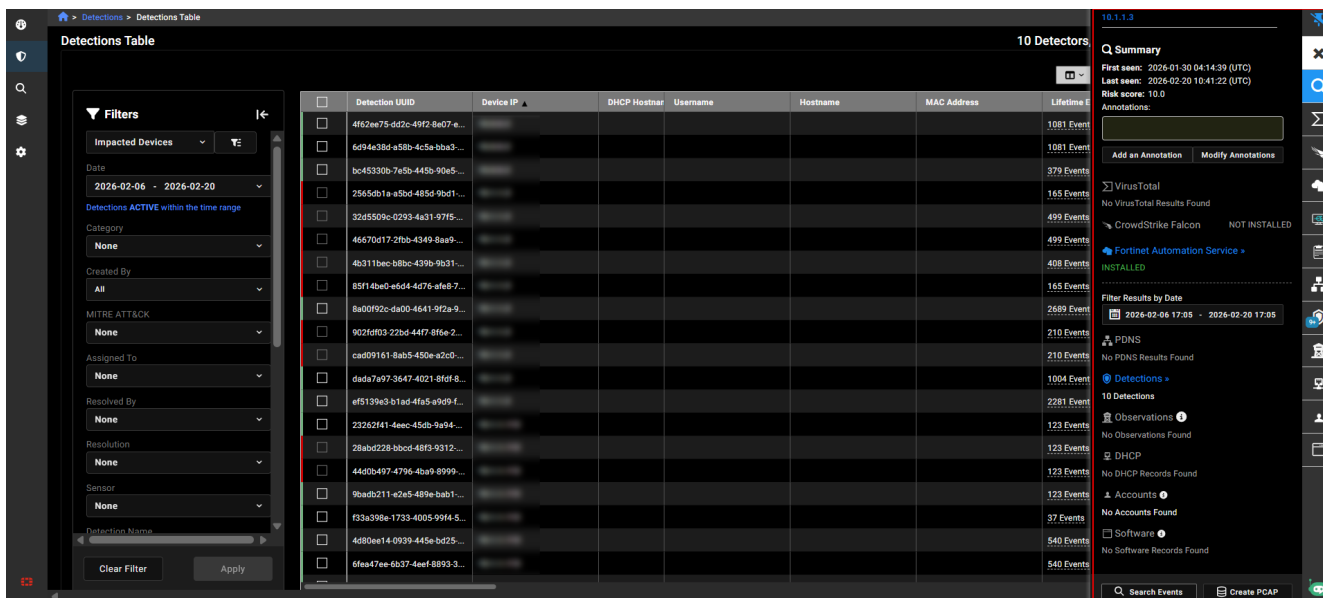 > Detections > Detections Table
Detections Table
10 Detectors,
Filters
Impacted Devices
Date
2026-02-06 - 2026-02-20
Detections ACTIVE within the time range
Category
None
Created By
All
MITRE ATT&CK
None
Assigned To
None
Resolved By
None
Resolution
None
Sensor
None
Detection Name
Clear Filter Apply
Detection UUID Device IP DHCP Hostnar Username Hostname MAC Address Lifetime E
4f62ee75-dd2c-49f2-8e07-e... 1081 Event
6d94e38d-a58b-4c5a-bba3-... 1081 Event
bc45330b-7e5b-445b-90e5-... 379 Events
2565db1a-a5bd-485d-9bd1-... 165 Events
32d5509c-0293-4a31-97f5-... 499 Events
46670d17-2fbb-4349-8aa9-... 499 Events
4b311bec-b8bc-439b-9b31-... 408 Events
85f14be0-e6d4-4d76-afe8-7... 165 Events
8a00f92c-da00-4641-9f2a-9... 2689 Event
902fdf03-22bd-44f7-8f6e-2... 210 Events
cad09161-8ab5-450e-a2c0-... 210 Events
dada7a97-3647-4021-8fdf-8... 1004 Event
ef5139e3-b1ad-4fa5-a9d9-f... 2281 Event
23262f41-4eec-45db-9a94-... 123 Events
28abd228-bbcd-48f3-9312-... 123 Events
44d0b497-4796-4ba9-8999-... 123 Events
9badb211-e2e5-489e-bab1-... 123 Events
f33a398e-1733-4005-99f4-5... 37 Events
4d80ee14-0939-445e-bd25-... 540 Events
6fea47ee-6b37-4eef-8893-3... 540 Events
10.1.1.3
Summary
First seen: 2026-01-30 04:14:39 (UTC)
Last seen: 2026-02-20 10:41:22 (UTC)
Risk score: 10.0
Annotations:
Add an Annotation Modify Annotations
VirusTotal
No VirusTotal Results Found
CrowdStrike Falcon NOT INSTALLED
Fortinet Automation Service »
INSTALLED
Filter Results by Date
2026-02-06 17:05 - 2026-02-20 17:05
PDNS
No PDNS Results Found
Detections »
10 Detections
Observations
No Observations Found
DHCP
No DHCP Records Found
Accounts
No Accounts Found
Software
No Software Records Found
Search Events Create PCAP
9+